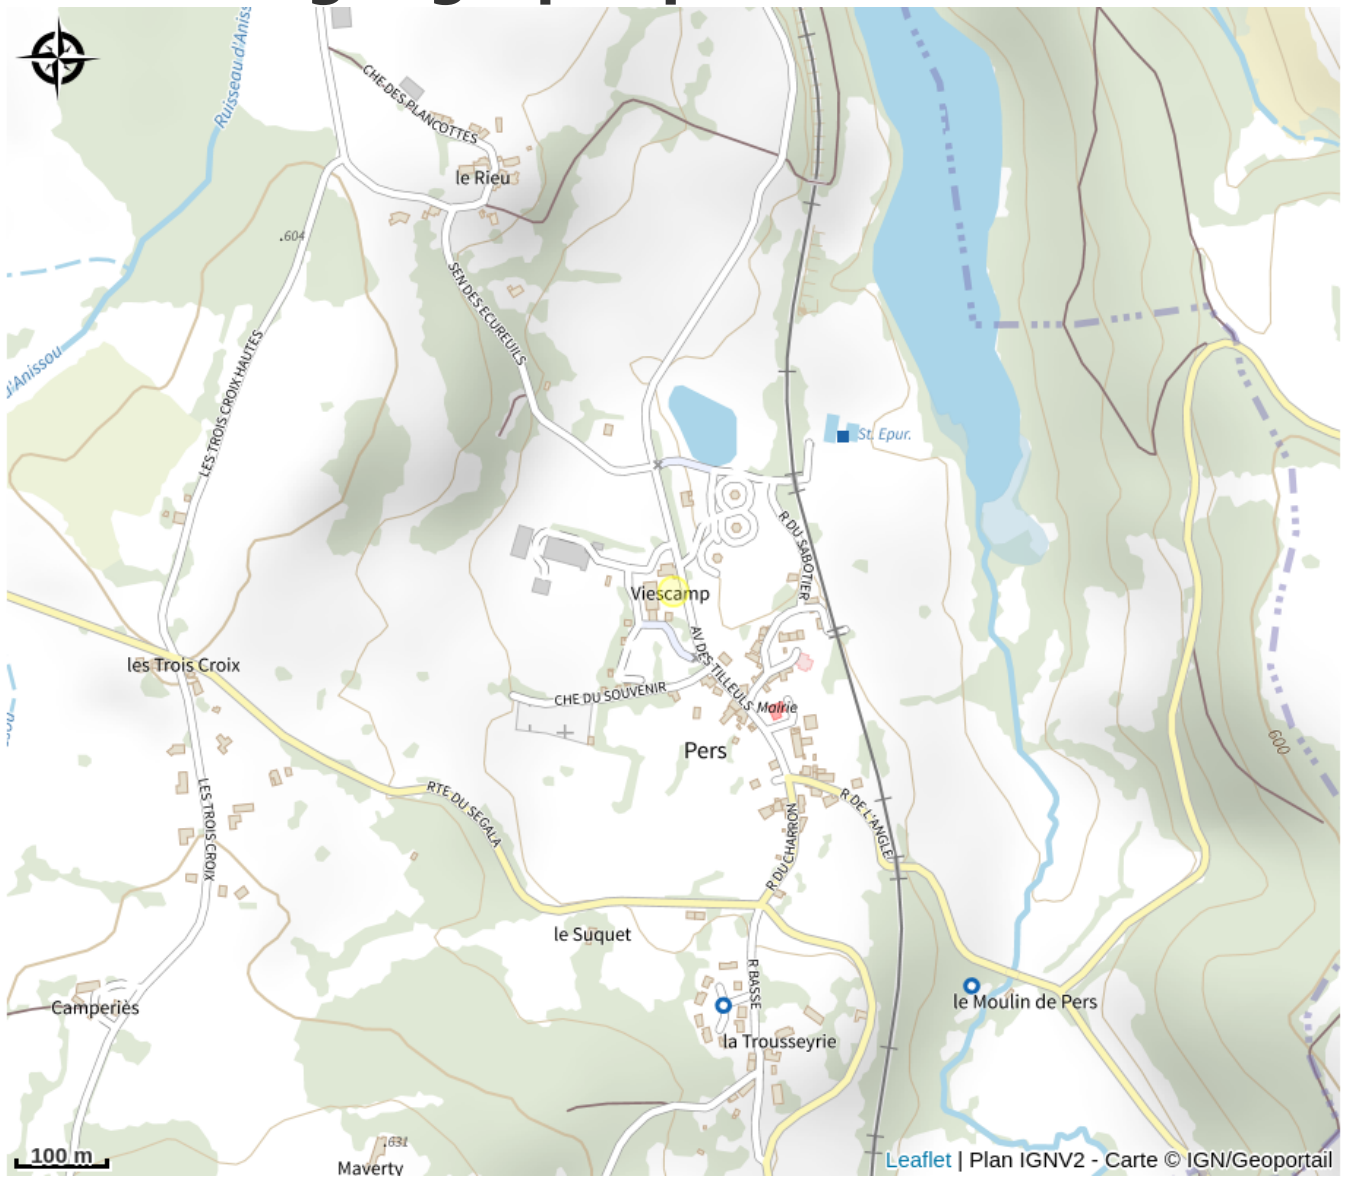 Ruisseau d'Aniss
CHE DES PLANCOTTES
le Rieu
.604
SEN DES ECUREUILS
d'Anissou
LES TROIS CROIX HAUTES
St. Epur.
R DU SABOTIER
Viescamp
AV DES TILLEULS
les Trois Croix
CHE DU SOUVENIR
Mairie
Pers
600
LES TROIS CROIX
RTE DU SEGALA
R DE L'ANGLE
R DU CHARRON
le Suquet
R BASSE
Camperiès
le Moulin de Pers
la Trousseyrie
.631
Maverty
100 m
Leaflet | Plan IGNV2 - Carte © IGN/Geoportail